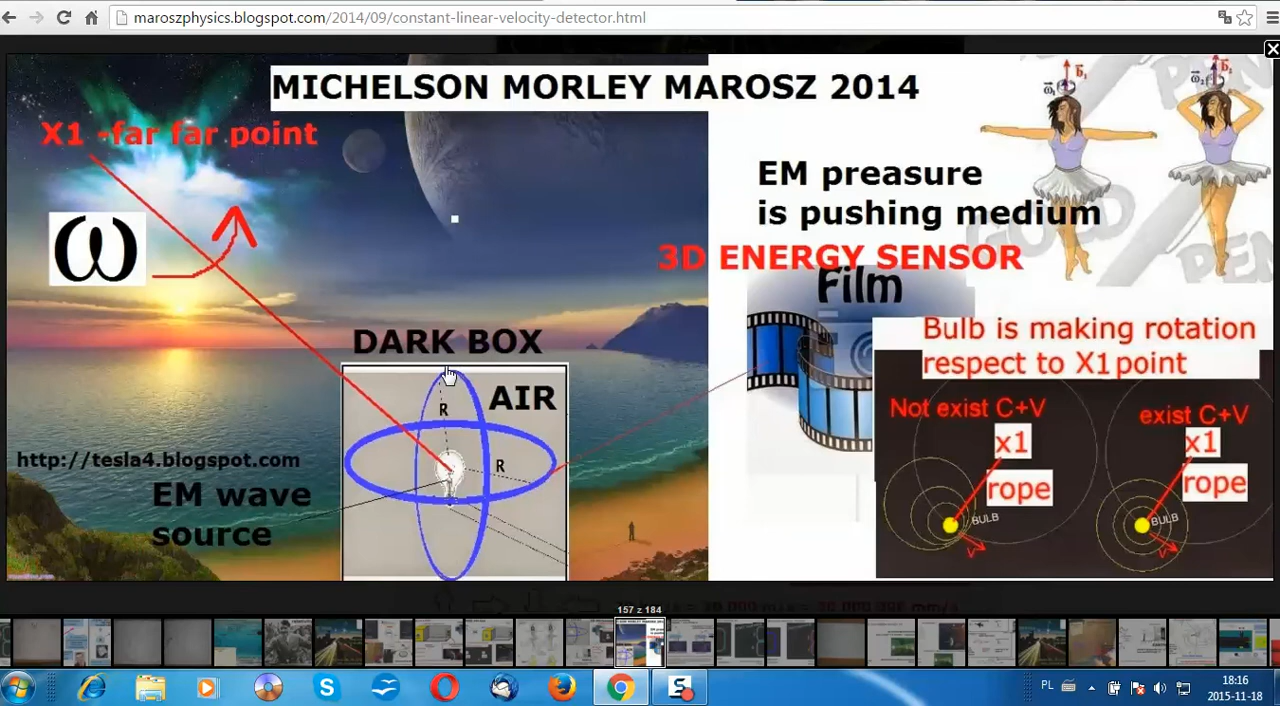 maroszphysics.blogspot.com/2014/09/constant-linear-velocity-detector.html
MICHELSON MORLEY MAROSZ 2014
X1 -far far point
ω
EM preasure
is pushing medium
3D ENERGY SENSOR
Film
DARK BOX
AIR
R
R
http://tesla4.blogspot.com
EM wave
source
Bulb is making rotation
respect to X1 point
Not exist C+V
x1
rope
BULB
V
exist C+V
x1
rope
BULB
V
157 z 184
PL
18:16
2015-11-18